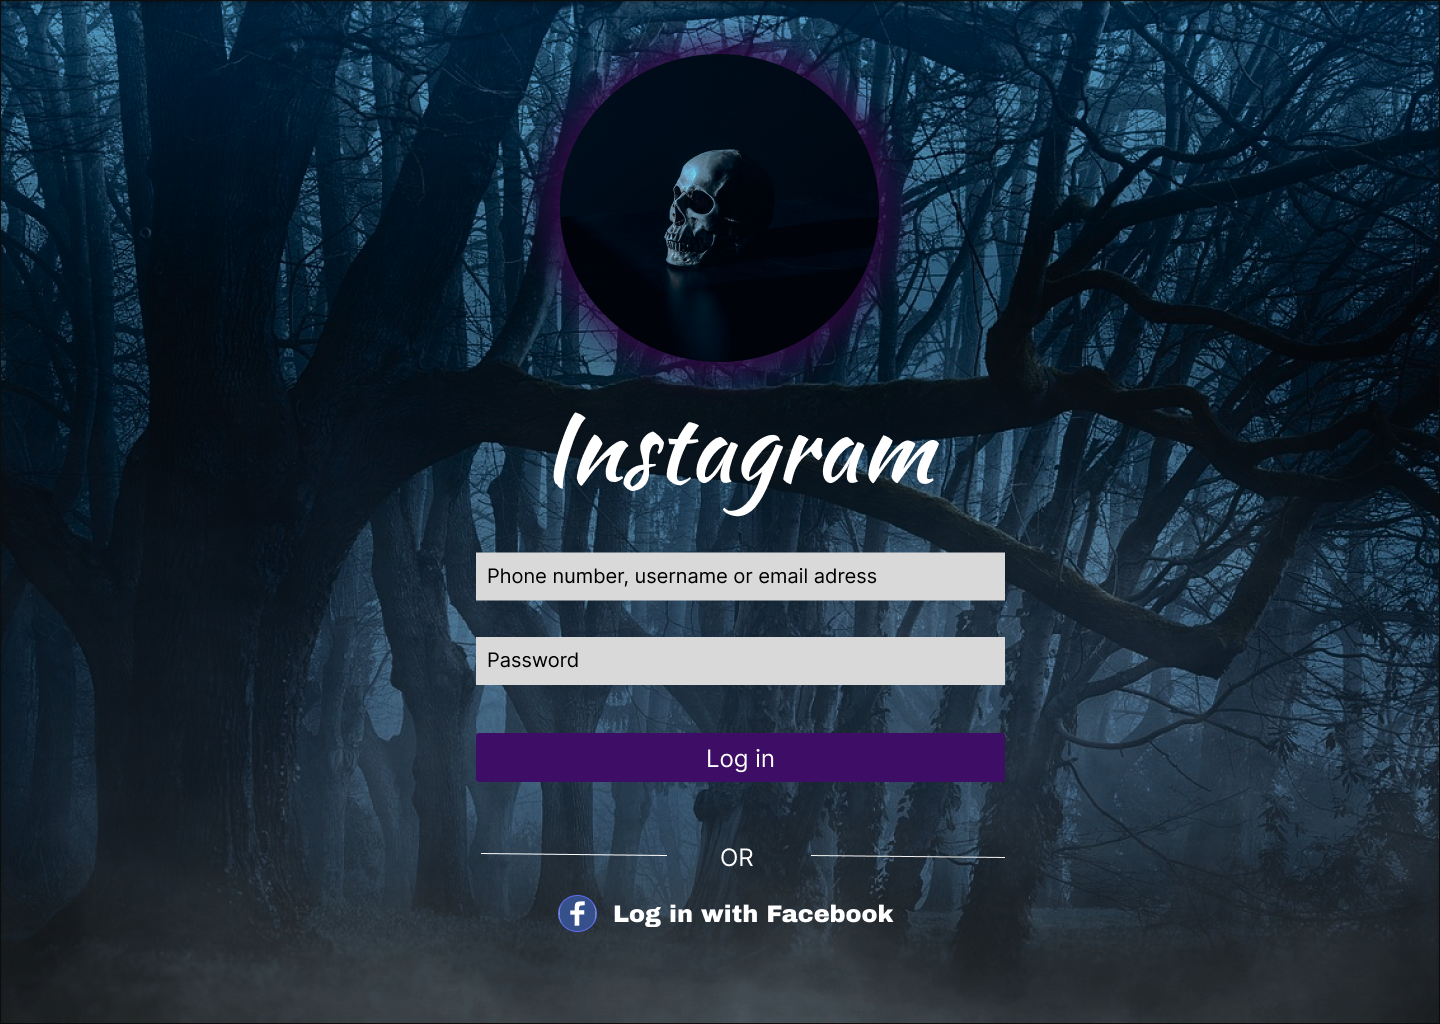 Instagram
Phone number, username or email adress
Password
Log in
OR
Log in with Facebook